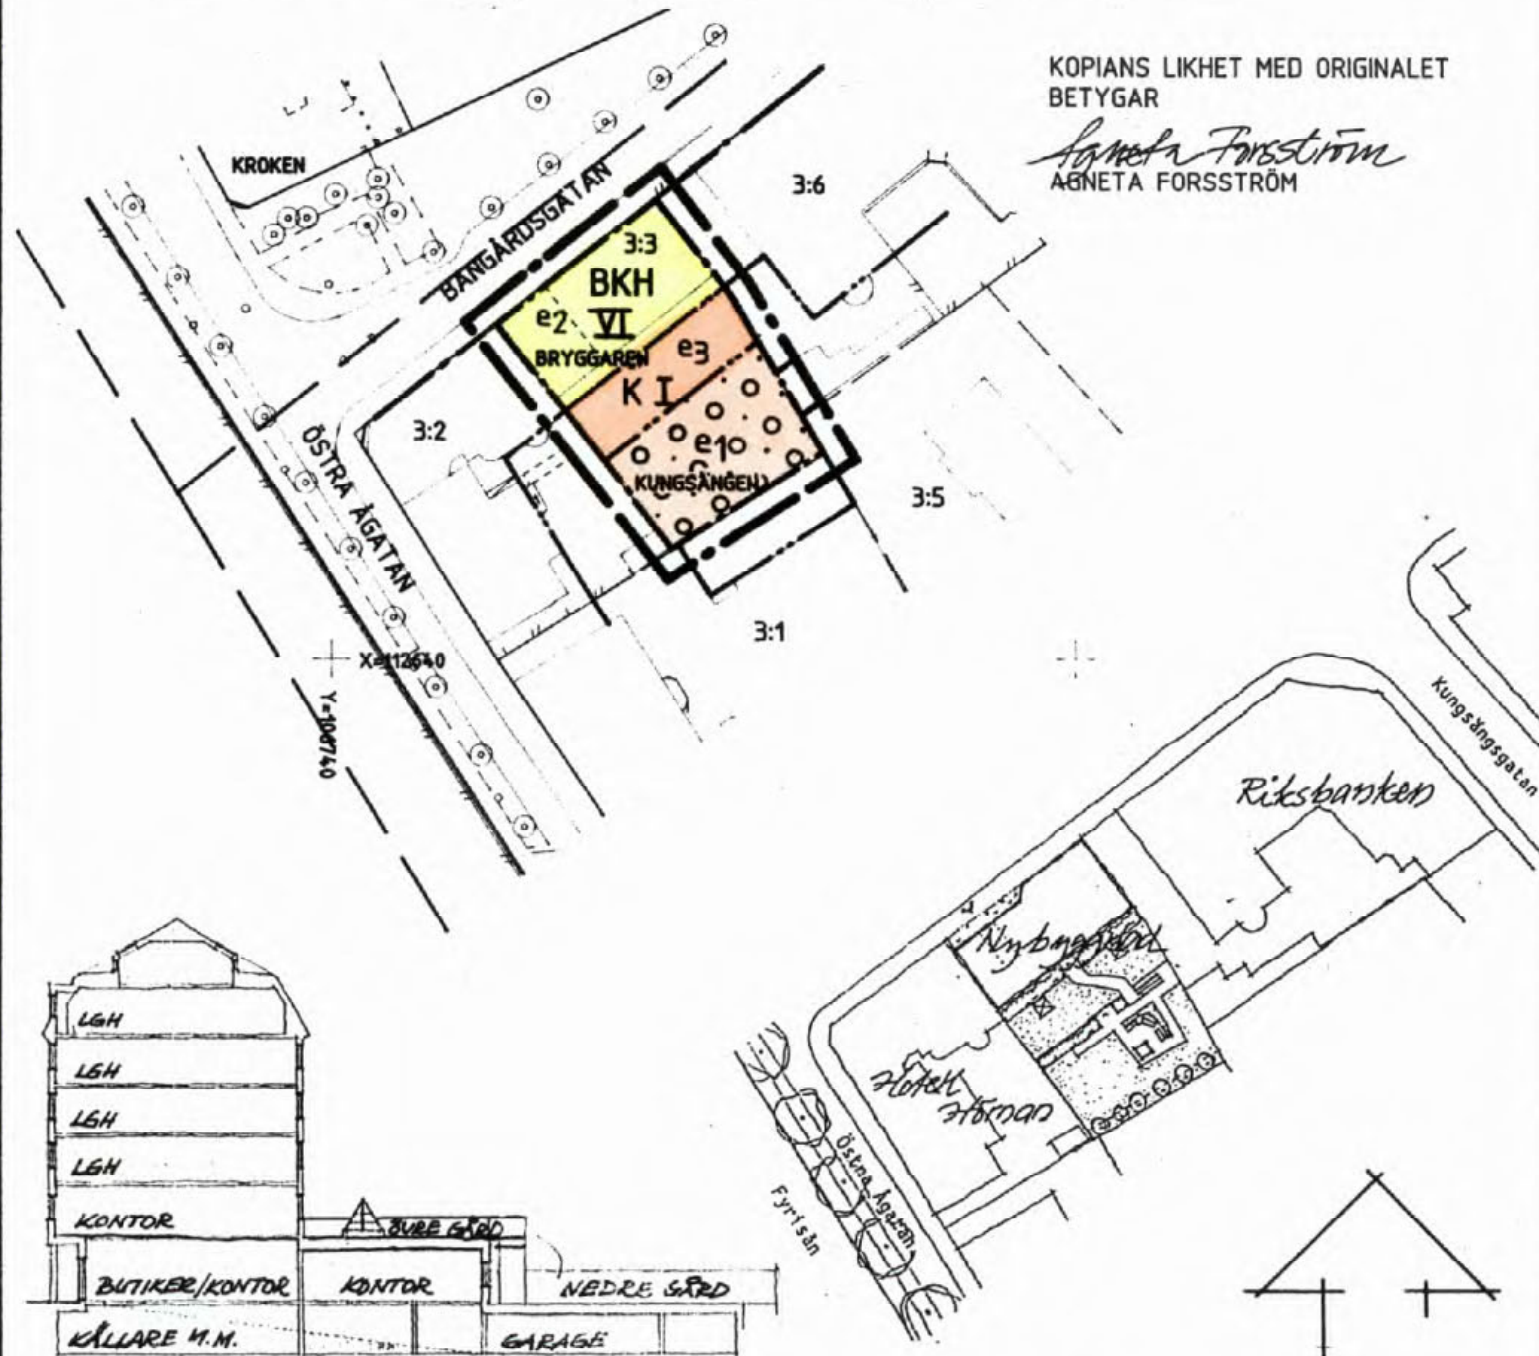 KOPIANS LIKHET MED ORIGINALET
BETYGAR
Agneta Forsström
AGNETA FORSSTRÖM
KROKEN
BANGÅRDSGATAN
3:6
3:3
BKH
e2 VI
BRYGGAREN
e3
K I
3:2
e1
KUNGSÄNGEN
ÖSTRA ÅGATAN
3:5
3:1
X=112640
Kungsängsgatan
Riksbanken
Nybyggnad
Hotell
Hörnan
Östra Ågatan
Fyrisån
LGH
LGH
LGH
LGH
KONTOR
ÖVRE GÅRD
BUTIKER/KONTOR
KONTOR
NEDRE GÅRD
KÄLLARE M.M.
GARAGE